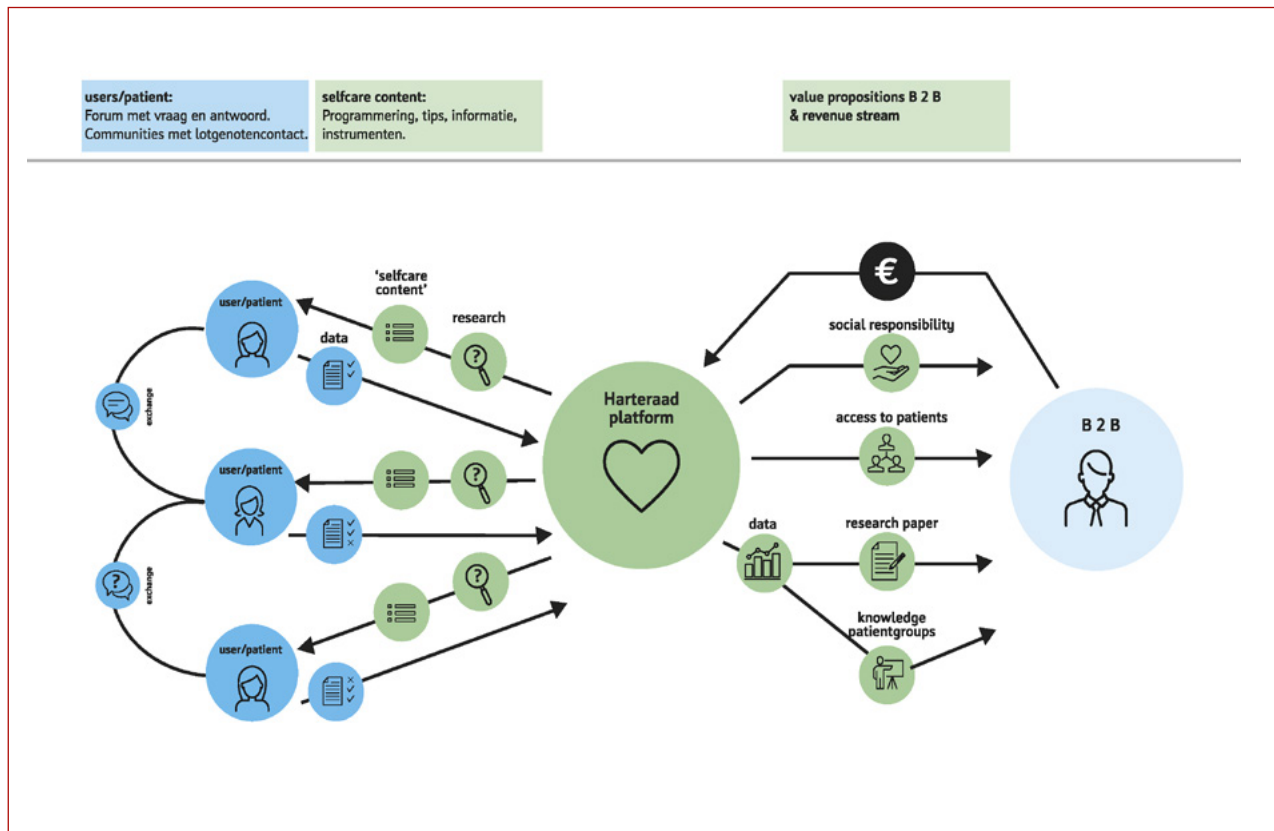 users/patient:
Forum met vraag en antwoord.
Communities met lotgenotencontact.
selfcare content:
Programmering, tips, informatie,
instrumenten.
value propositions B 2 B
& revenue stream
'selfcare
content'
research
user/patient
data
exchange
user/patient
exchange
user/patient
Harteraad
platform
€
social responsibility
access to patients
data
research paper
knowledge
patientgroups
B 2 B